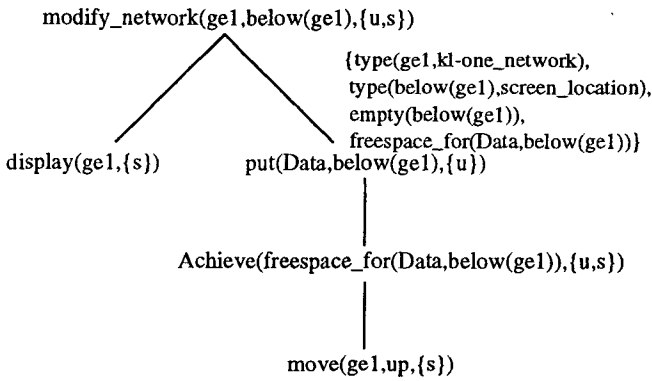 modify_network(ge1,below(ge1),{u,s})
{type(ge1,kl-one_network),
type(below(ge1),screen_location),
empty(below(ge1)),
freespace_for(Data,below(ge1))}
display(ge1,{s})
put(Data,below(ge1),{u})
Achieve(freespace_for(Data,below(ge1)),{u,s})
move(ge1,up,{s})